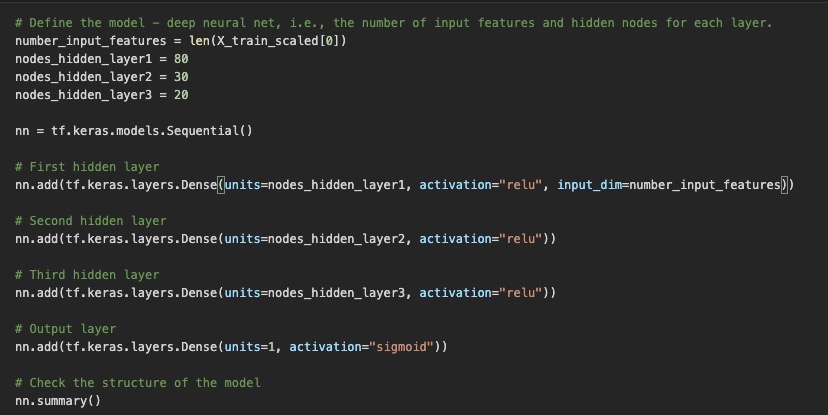 # Define the model - deep neural net, i.e., the number of input features and hidden nodes for each layer.
number_input_features = len(X_train_scaled[0])
nodes_hidden_layer1 = 80
nodes_hidden_layer2 = 30
nodes_hidden_layer3 = 20
nn = tf.keras.models.Sequential()
# First hidden layer
nn.add(tf.keras.layers.Dense(units=nodes_hidden_layer1, activation="relu", input_dim=number_input_features))
# Second hidden layer
nn.add(tf.keras.layers.Dense(units=nodes_hidden_layer2, activation="relu"))
# Third hidden layer
nn.add(tf.keras.layers.Dense(units=nodes_hidden_layer3, activation="relu"))
# Output layer
nn.add(tf.keras.layers.Dense(units=1, activation="sigmoid"))
# Check the structure of the model
nn.summary()